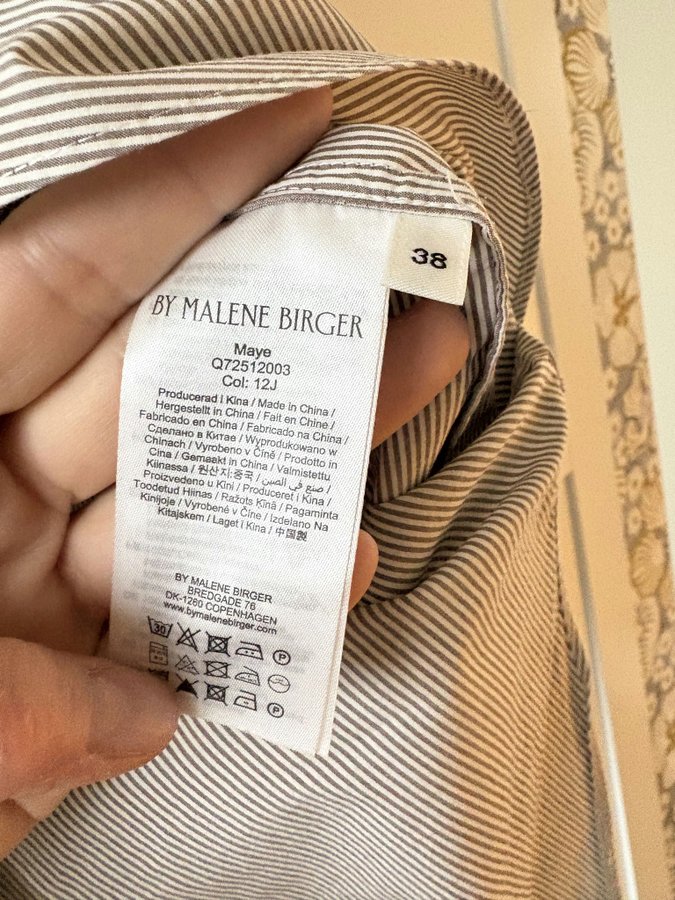 38
BY MALENE BIRGER
Maye
Q72512003
Col: 12J
Producerad i Kina / Made in China /
Hergestellt in China / Fait en Chine /
Fabricado en China / Fabricado na China /
Сделано в Китае / Wyprodukowano w
Chinach / Vyrobeno v Číně / Prodotto in
Cina / Gemaakt in China / Valmistettu
Kiinassa / 원산지:중국 / صنع في الصين /
Proizvedeno u Kini / Produceret i Kina /
Toodetud Hiinas / Ražots Ķīnā / Pagaminta
Kinijoje / Vyrobené v Číne / Izdelano Na
Kitajskem / Laget i Kina / 中国製
BY MALENE BIRGER
BREDGADE 76
DK-1260 COPENHAGEN
www.bymalenebirger.com
30 P
P